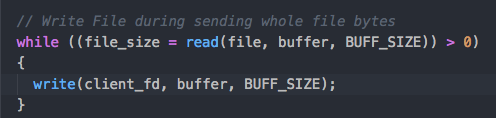 // Write File during sending whole file bytes
while ((file_size = read(file, buffer, BUFF_SIZE)) > 0)
{
  write(client_fd, buffer, BUFF_SIZE);
}